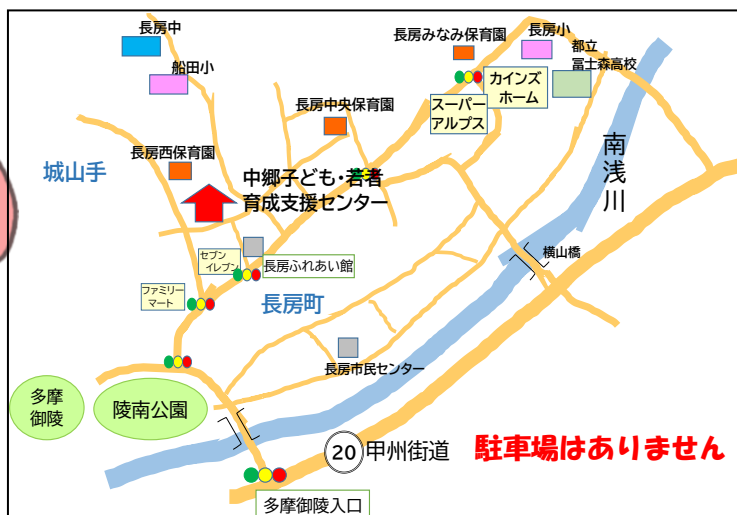 長房中
船田小
長房みなみ保育園
長房小
都立
冨士森高校
カインズ
ホーム
スーパー
アルプス
長房中央保育園
長房西保育園
城山手
中郷子ども・若者
育成支援センター
南浅川
横山橋
セブン
イレブン
長房ふれあい館
ファミリー
マート
長房町
長房市民センター
多摩
御陵
陵南公園
20 甲州街道
駐車場はありません
多摩御陵入口